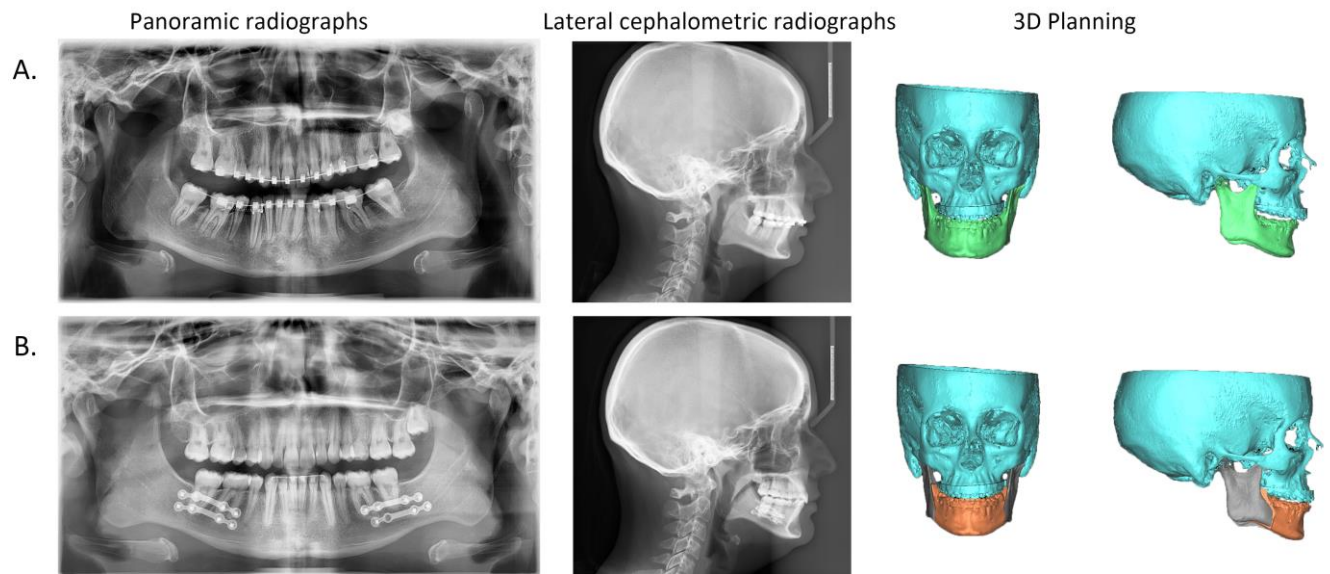 Panoramic radiographs
Lateral cephalometric radiographs
3D Planning
A.
B.